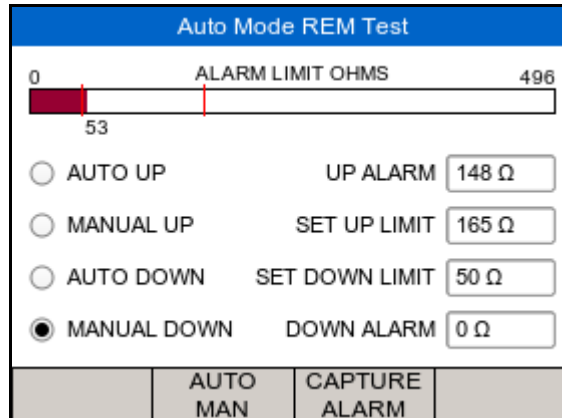 Auto Mode REM Test
0 ALARM LIMIT OHMS 496
53
AUTO UP UP ALARM 148 Ω
MANUAL UP SET UP LIMIT 165 Ω
AUTO DOWN SET DOWN LIMIT 50 Ω
MANUAL DOWN DOWN ALARM 0 Ω
AUTO CAPTURE
MAN ALARM